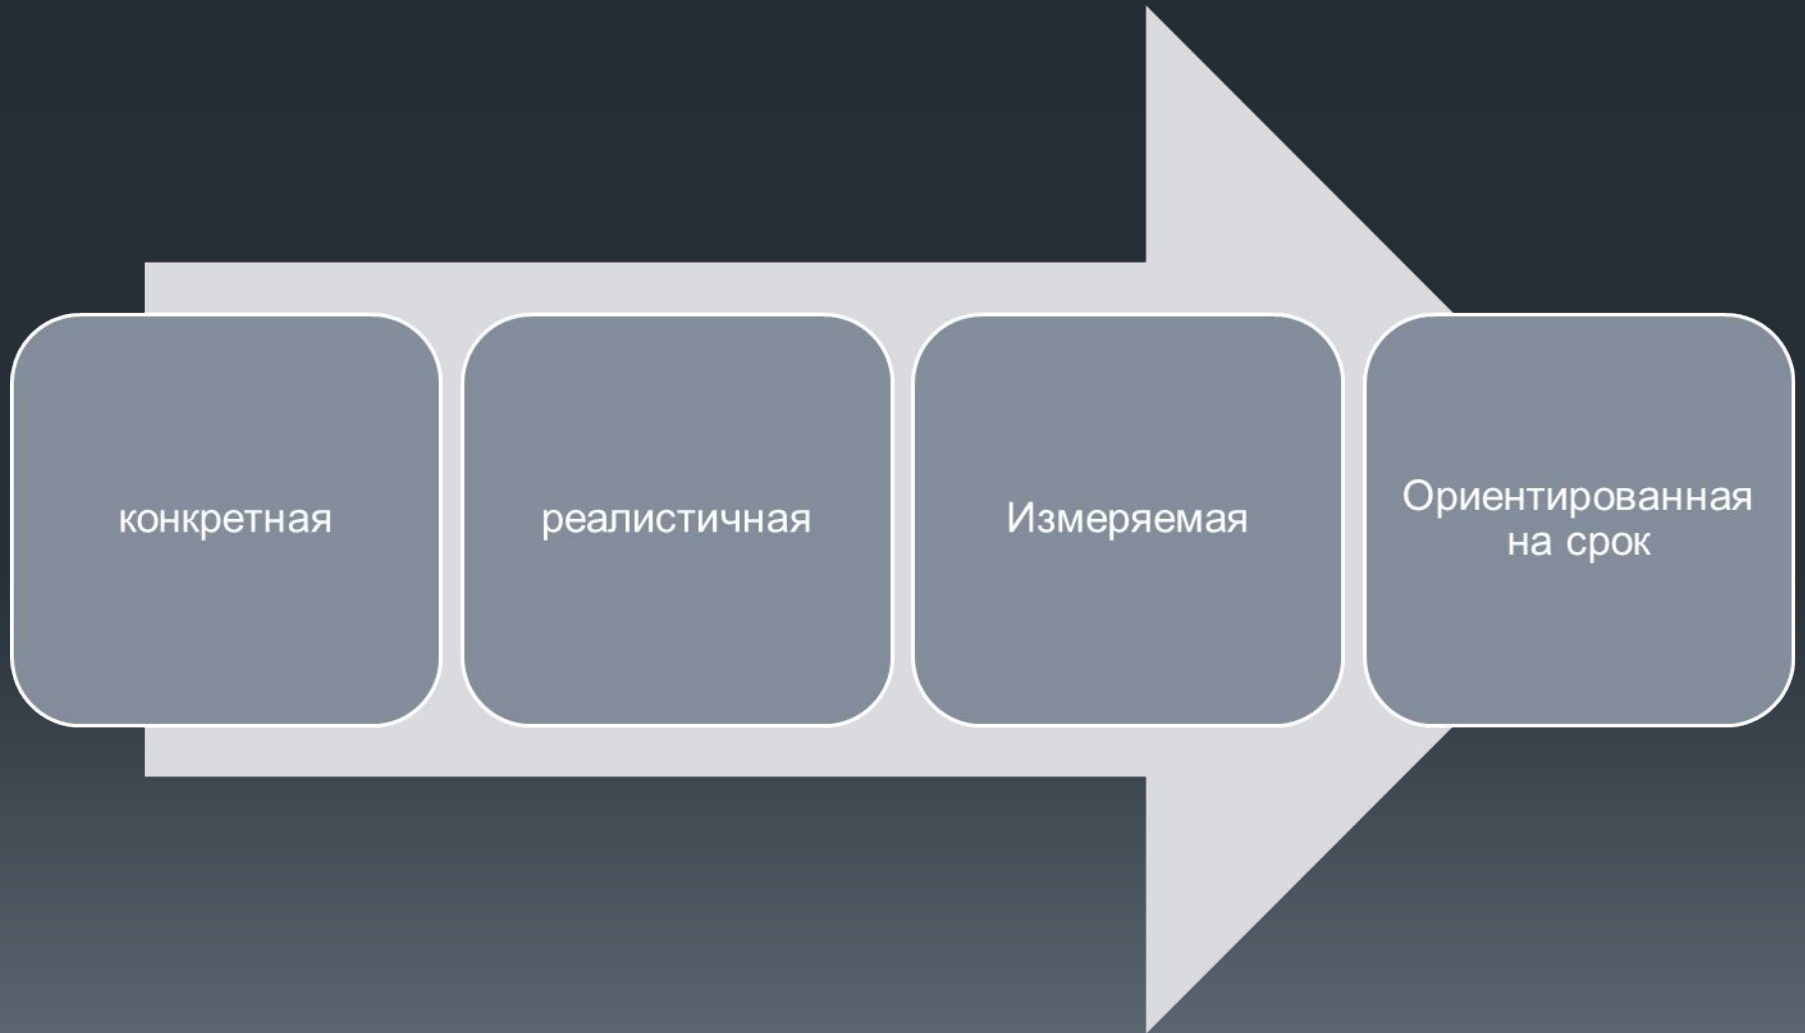 конкретная
реалистичная
Измеряемая
Ориентированная
на срок